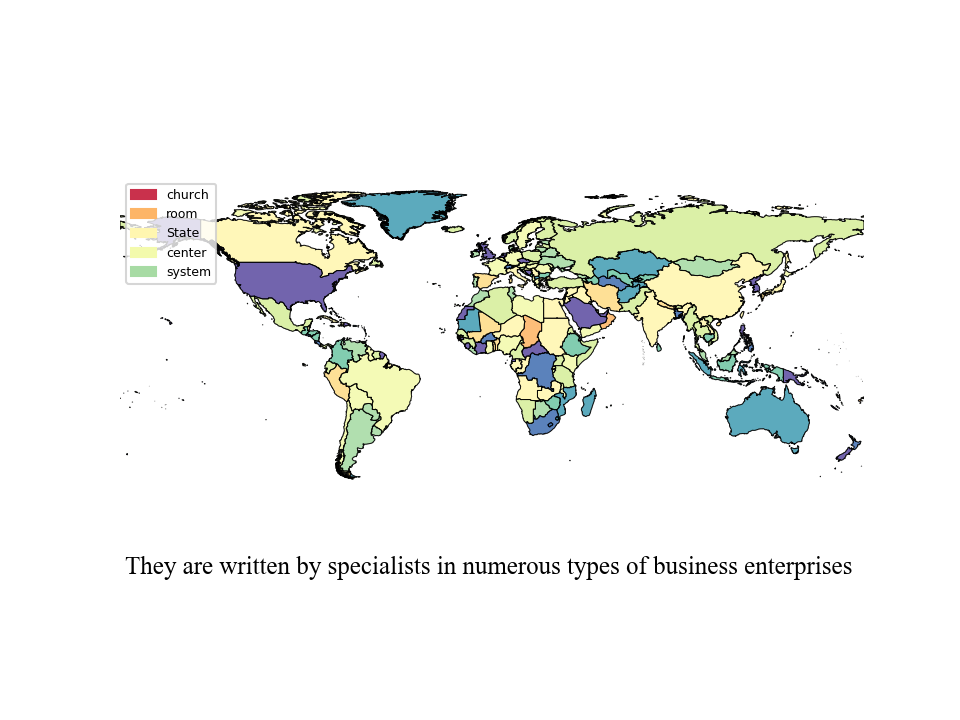 church
room
State
center
system
They are written by specialists in numerous types of business enterprises